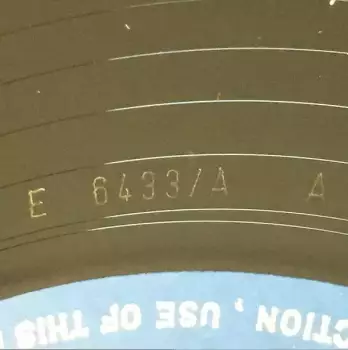 E 6433/A A
CTION, USE OF THIS